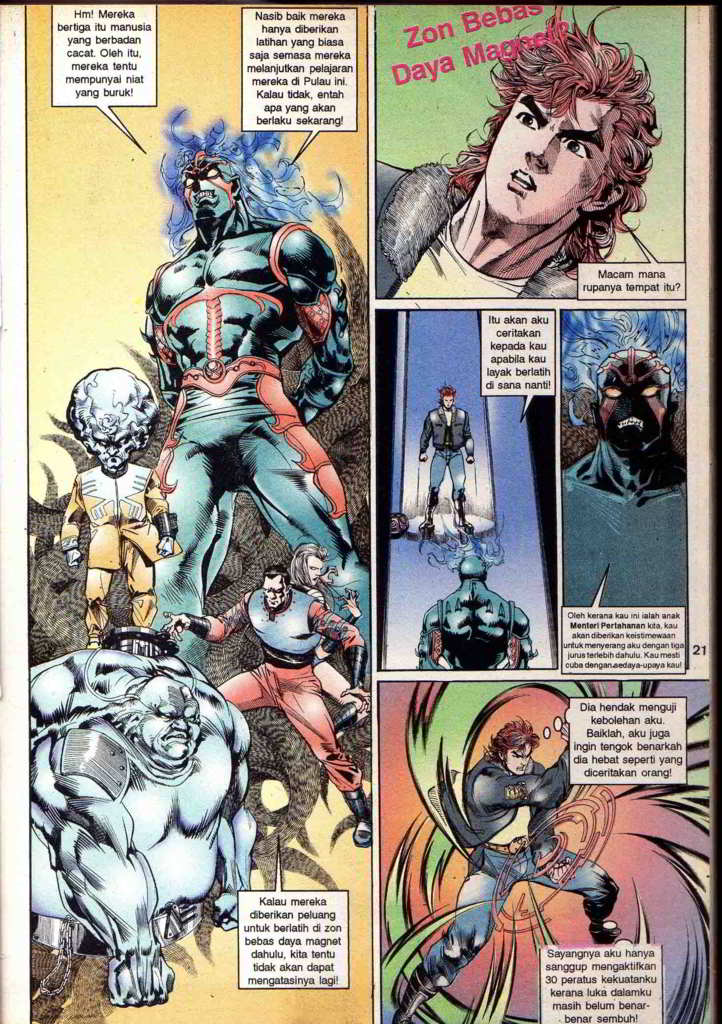 Hm! Mereka
bertiga itu manusia
yang berbadan
cacat. Oleh itu,
mereka tentu
mempunyai niat
yang buruk!
Nasib baik mereka
hanya diberikan
latihan yang biasa
saja semasa mereka
melanjutkan pelajaran
mereka di Pulau ini.
Kalau tidak, entah
apa yang akan
berlaku sekarang!
Kalau mereka
diberikan peluang
untuk berlatih di zon
bebas daya magnet
dahulu, kita tentu
tidak akan dapat
mengatasinya lagi!
Zon Bebas
Daya Magnet?
Macam mana
rupanya tempat itu?
Itu akan aku
ceritakan
kepada kau
apabila kau
layak berlatih
di sana nanti!
Oleh kerana kau ini ialah anak
Menteri Pertahanan kita, kau
akan diberikan keistimewaan
untuk menyerang aku dengan tiga
jurus terlebih dahulu. Kau mesti
cuba dengan sedaya-upaya kau!
21
Dia hendak menguji
kebolehan aku.
Baiklah, aku juga
ingin tengok benarkah
dia hebat seperti yang
diceritakan orang!
Sayangnya aku hanya
sanggup mengaktifkan
30 peratus kekuatanku
kerana luka dalamku
masih belum benar-
benar sembuh!